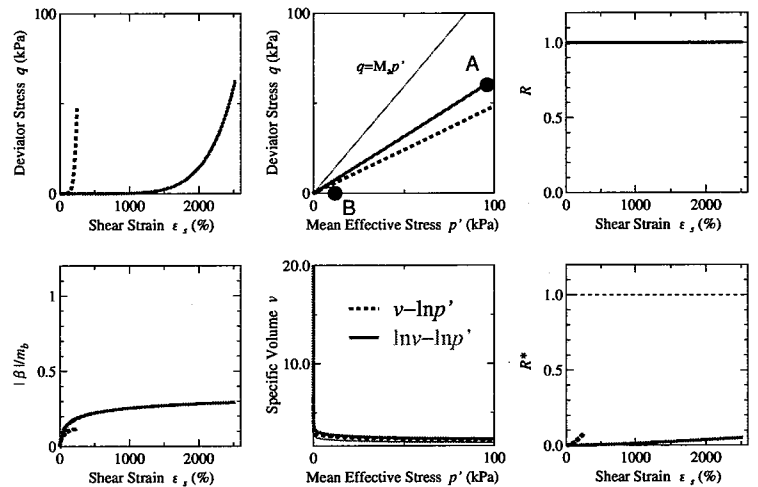 100
Deviator Stress q (kPa)
0
0 1000 2000
Shear Strain ε s (%)
100
Deviator Stress q (kPa)
0
q=Msp'
A
B
0 100
Mean Effective Stress p' (kPa)
1.0
0.5
0.0
R
0 1000 2000
Shear Strain ε s (%)
1
0.5
0
|β|/mb
0 1000 2000
Shear Strain ε s (%)
20.0
10.0
Specific Volume v
v−lnp'
lnv−lnp'
0 100
Mean Effective Stress p' (kPa)
1.0
0.5
0.0
R*
0 1000 2000
Shear Strain ε s (%)